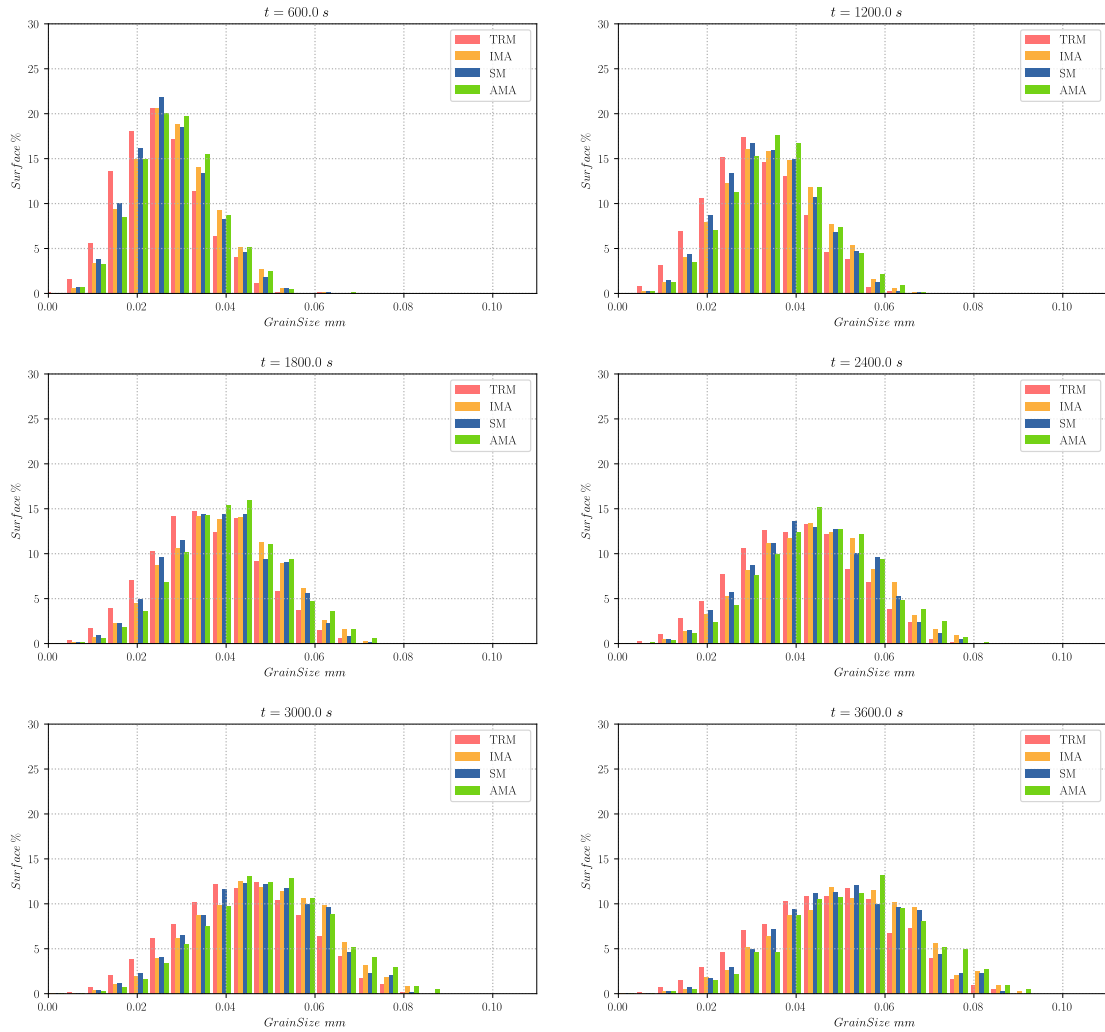 t = 600.0 s
30
25
20
15
10
5
0
Surface %
TRM
IMA
SM
AMA
0.00 0.02 0.04 0.06 0.08 0.10
GrainSize mm
t = 1200.0 s
30
25
20
15
10
5
0
Surface %
TRM
IMA
SM
AMA
0.00 0.02 0.04 0.06 0.08 0.10
GrainSize mm
t = 1800.0 s
30
25
20
15
10
5
0
Surface %
TRM
IMA
SM
AMA
0.00 0.02 0.04 0.06 0.08 0.10
GrainSize mm
t = 2400.0 s
30
25
20
15
10
5
0
Surface %
TRM
IMA
SM
AMA
0.00 0.02 0.04 0.06 0.08 0.10
GrainSize mm
t = 3000.0 s
30
25
20
15
10
5
0
Surface %
TRM
IMA
SM
AMA
0.00 0.02 0.04 0.06 0.08 0.10
GrainSize mm
t = 3600.0 s
30
25
20
15
10
5
0
Surface %
TRM
IMA
SM
AMA
0.00 0.02 0.04 0.06 0.08 0.10
GrainSize mm